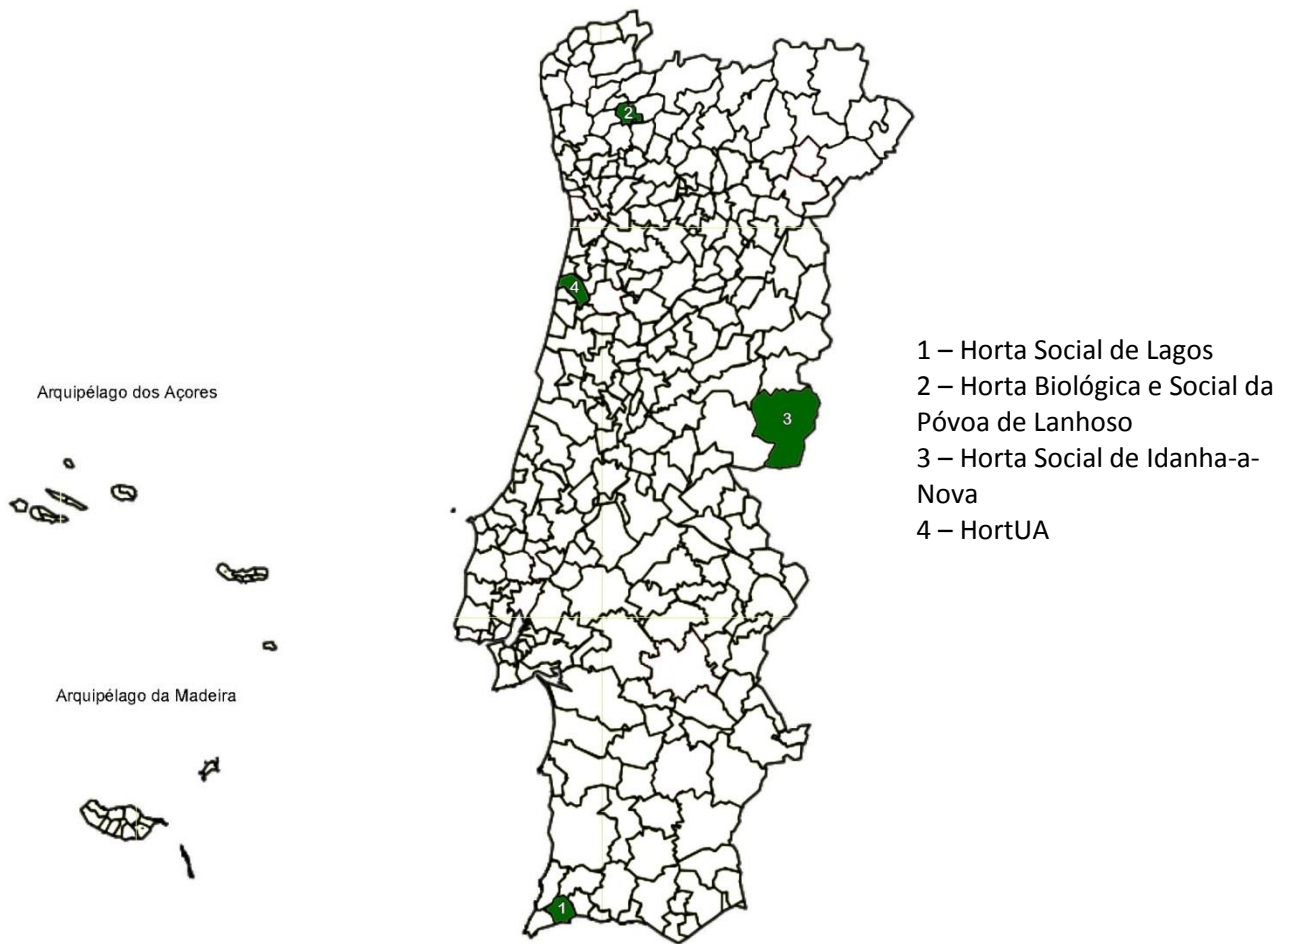 2
4
3
1
Arquipélago dos Açores
Arquipélago da Madeira
1 – Horta Social de Lagos
2 – Horta Biológica e Social da
Póvoa de Lanhoso
3 – Horta Social de Idanha-a-
Nova
4 – HortUA